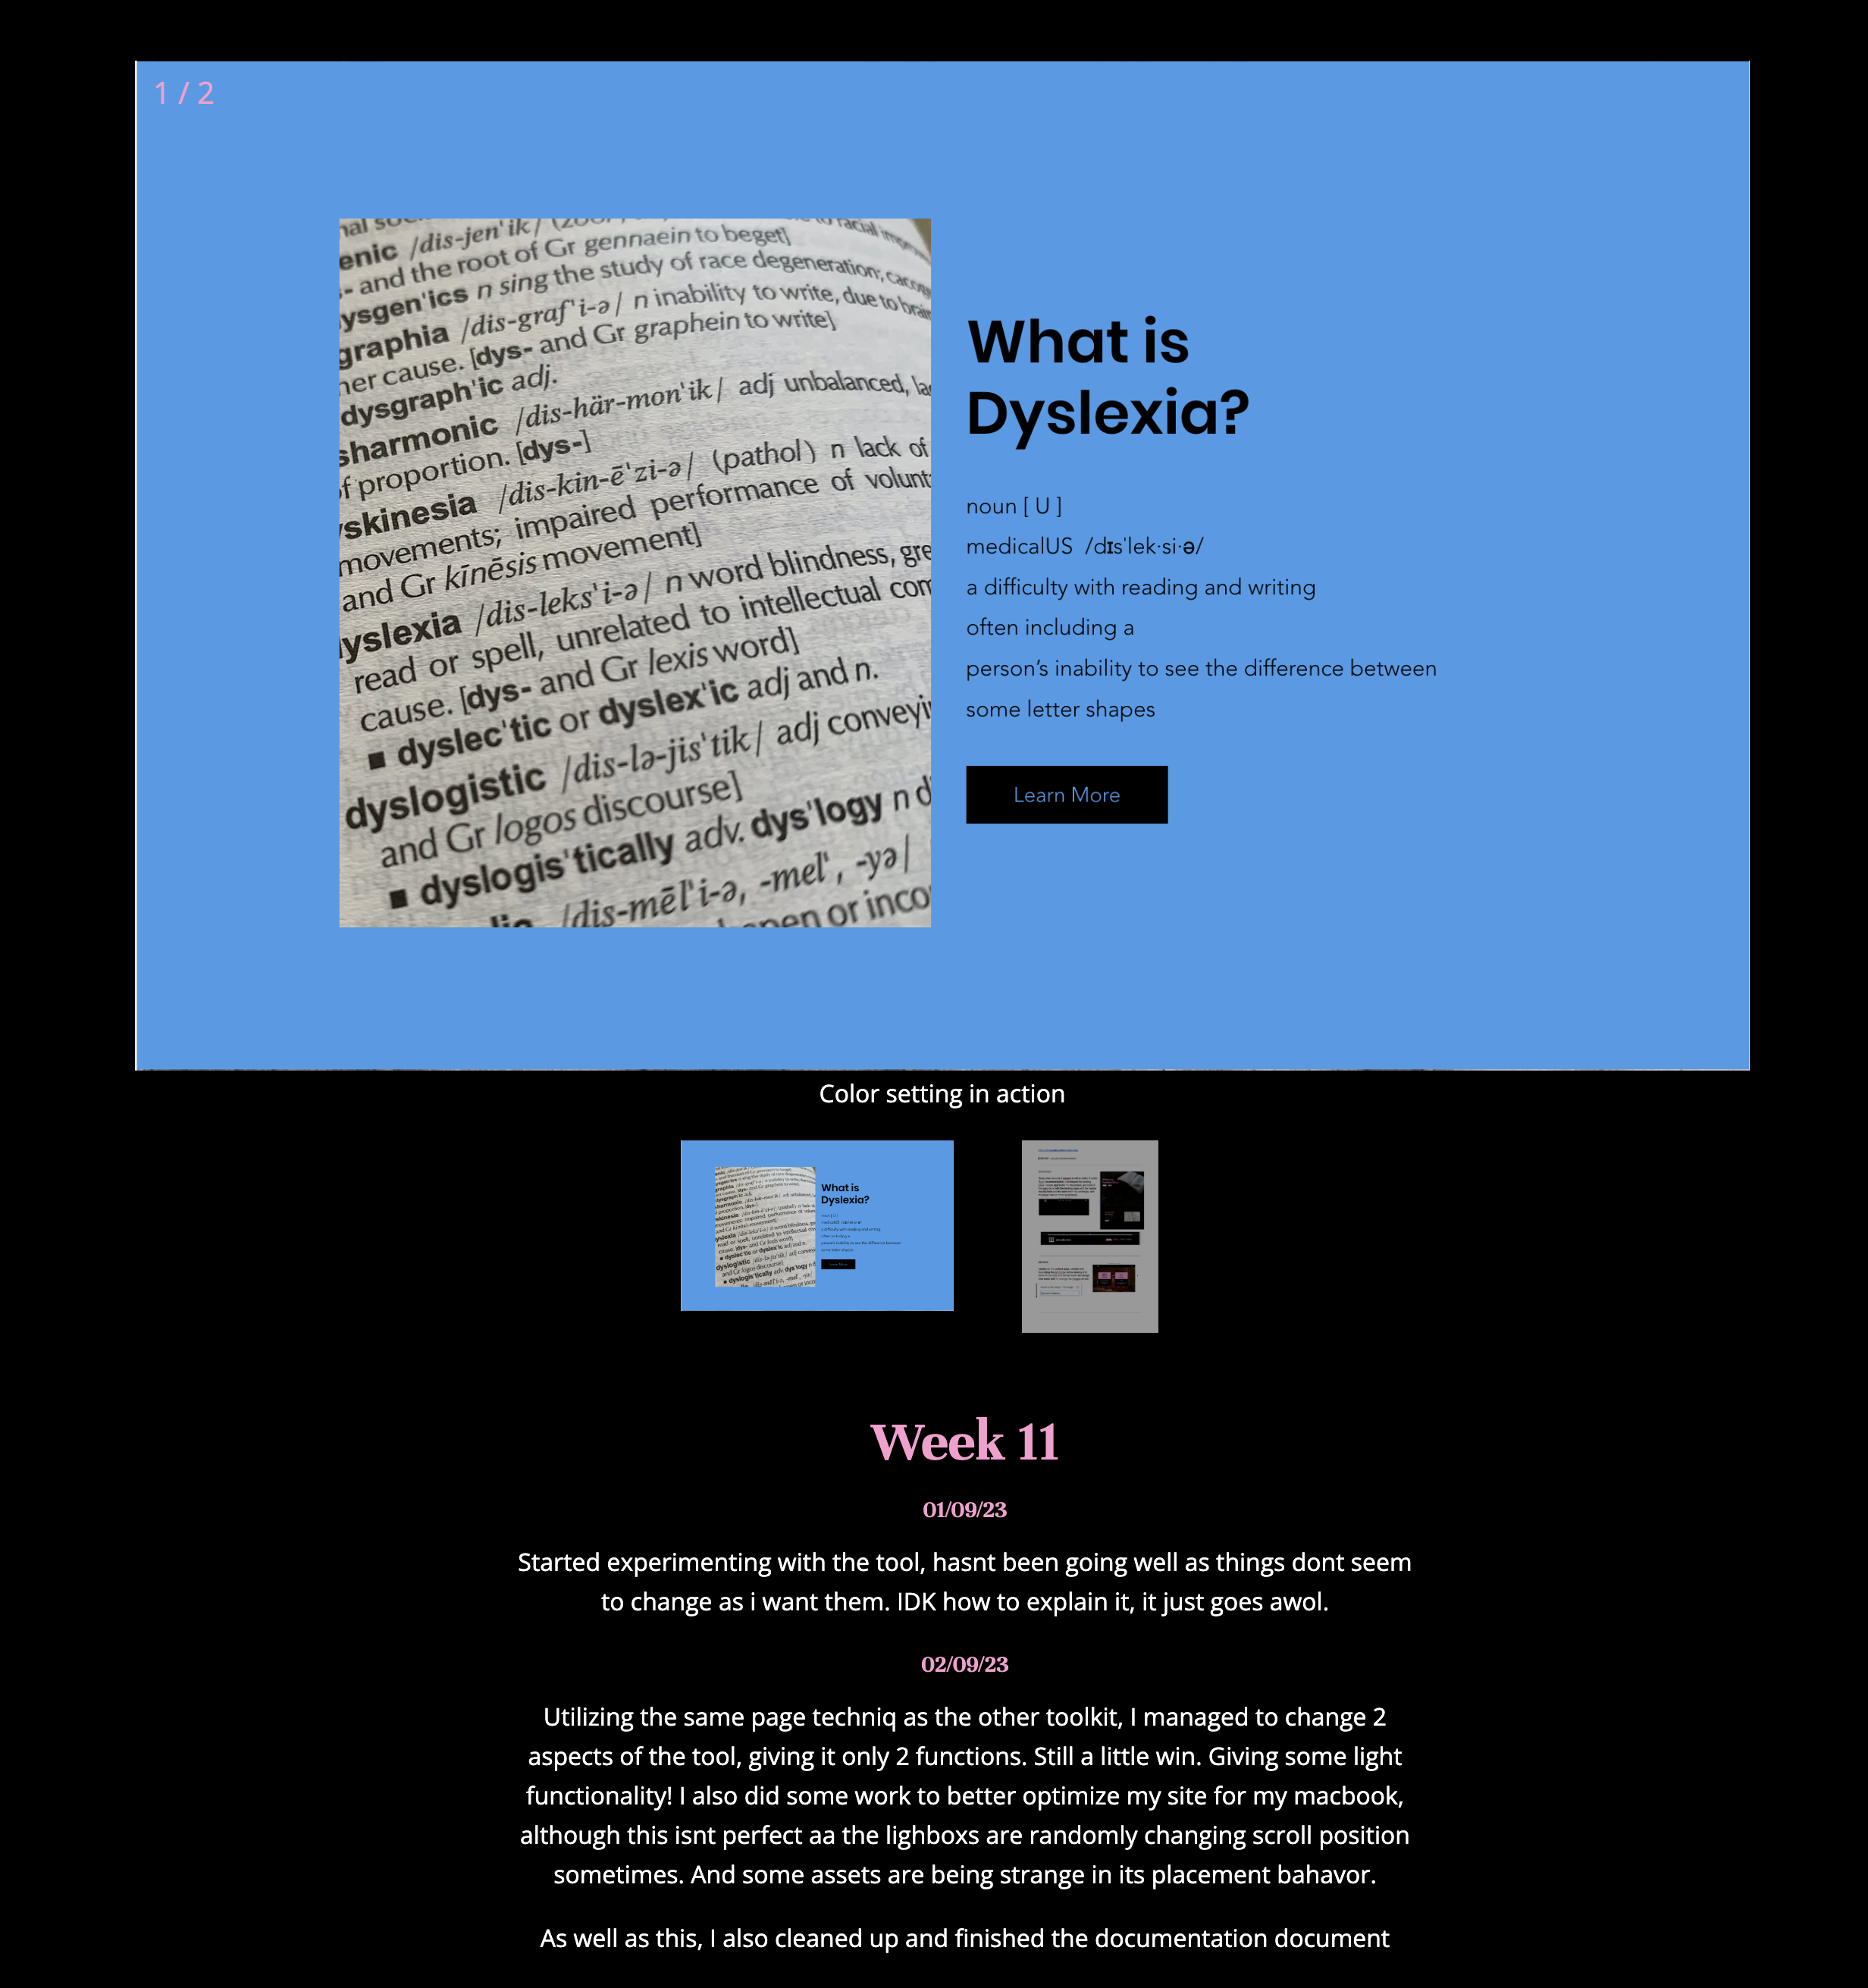 1 / 2
enic /dis-jen'ik/
- and the root of Gr gennaein to beget]
ysgen'ics n sing the study of race degeneration;
graphia /dis-graf'i-ə/ n inability to write, due to brain
her cause. [dys- and Gr graphein to write]
dysgraph'ic adj.
sharmonic /dis-här-mon'ik/ adj unbalanced, la
of proportion. [dys-]
yskinesia /dis-kin-ē'zi-ə/ (pathol) n lack of
movements; impaired performance of volunt
and Gr kīnēsis movement]
yslexia /dis-leks'i-ə/ n word blindness, gre
read or spell, unrelated to intellectual com
cause. [dys- and Gr lexis word]
■ dyslec'tic or dyslex'ic adj and n.
dyslogistic /dis-lə-jis'tik/ adj conveyi
and Gr logos discourse]
■ dyslogis'tically adv. dys'logy n d
/dis-mēl'i-ə, -mel', -yə/
open or inco
What is
Dyslexia?
noun [ U ]
medicalUS /dɪsˈlek·si·ə/
a difficulty with reading and writing
often including a
person’s inability to see the difference between
some letter shapes
Learn More
Color setting in action
What is
Dyslexia?
Week 11
01/09/23
Started experimenting with the tool, hasnt been going well as things dont seem
to change as i want them. IDK how to explain it, it just goes awol.
02/09/23
Utilizing the same page techniq as the other toolkit, I managed to change 2
aspects of the tool, giving it only 2 functions. Still a little win. Giving some light
functionality! I also did some work to better optimize my site for my macbook,
although this isnt perfect aa the lighboxs are randomly changing scroll position
sometimes. And some assets are being strange in its placement bahavor.
As well as this, I also cleaned up and finished the documentation document